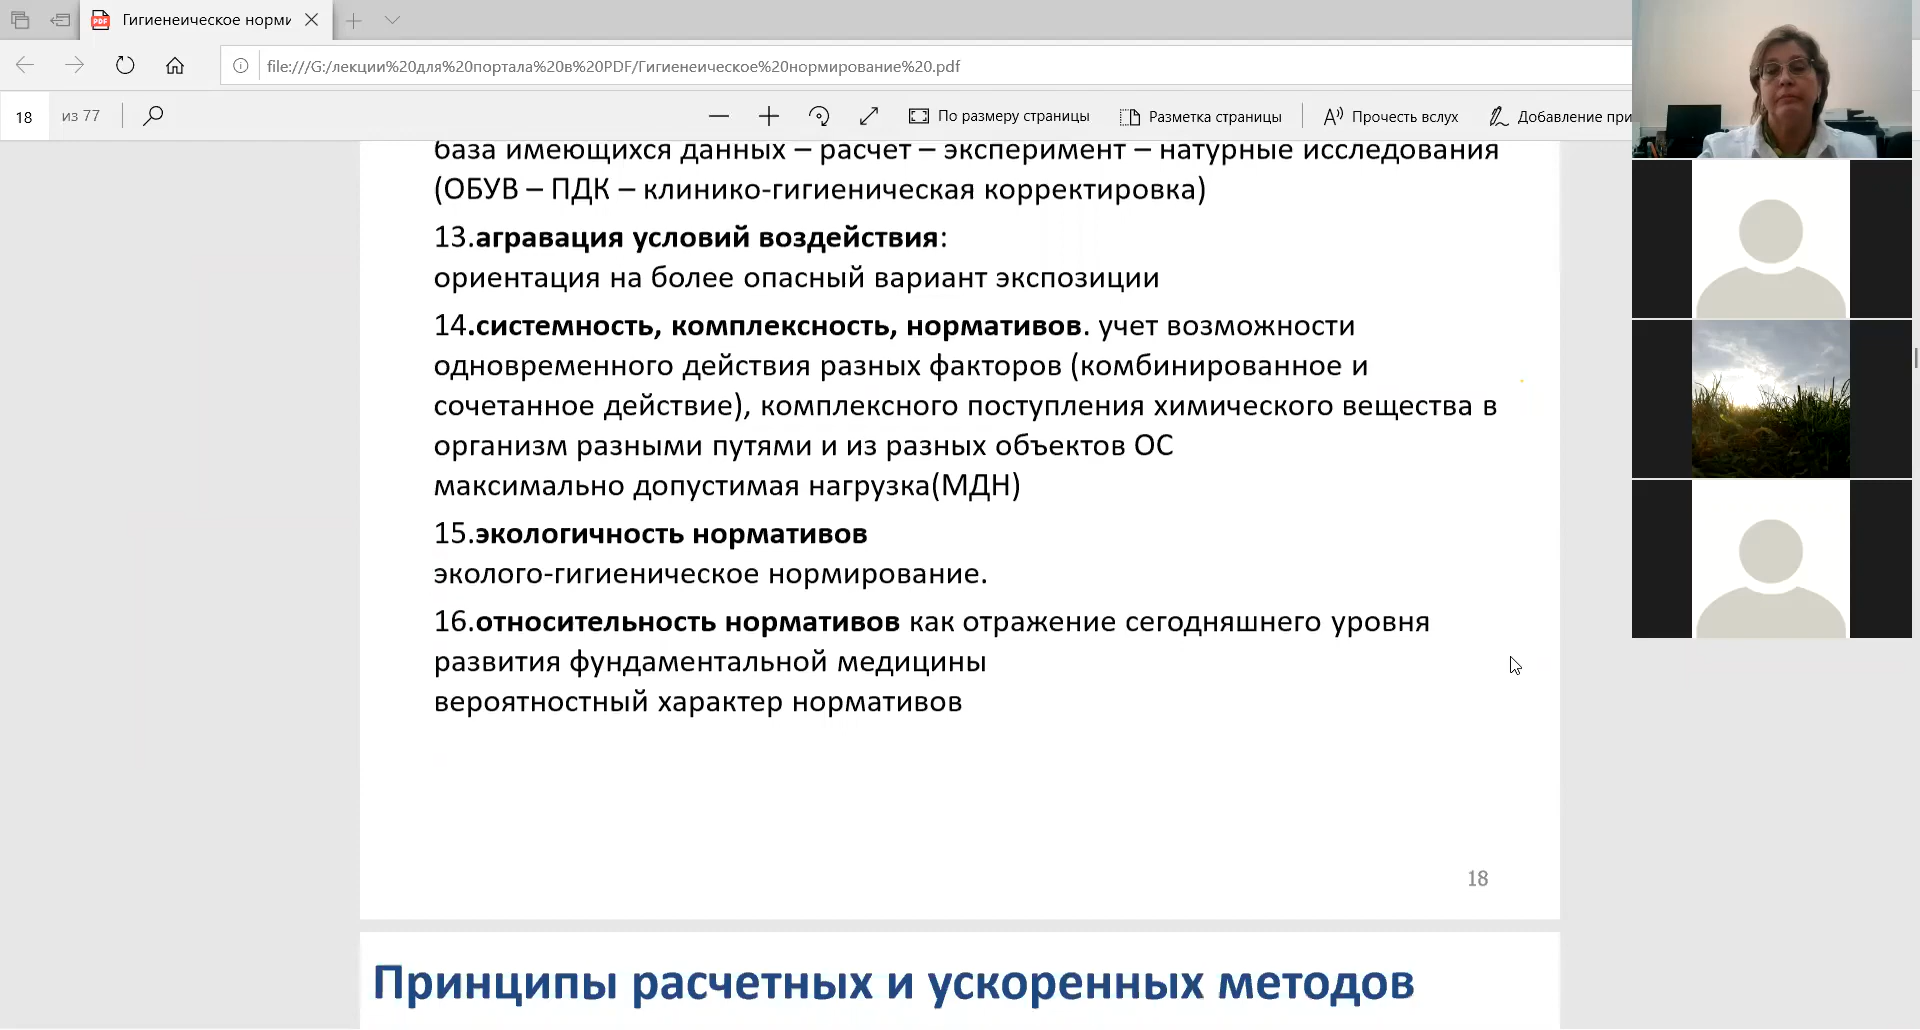 Гигиенеическое норми
file:///G:/лекции%20для%20портала%20в%20PDF/Гигиенеическое%20нормирование%20.pdf
18 из 77
По размеру страницы
Разметка страницы
Прочесть вслух
Добавление при
база имеющихся данных – расчет – эксперимент – натурные исследования
(ОБУВ – ПДК – клинико-гигиеническая корректировка)
13.агравация условий воздействия:
ориентация на более опасный вариант экспозиции
14.системность, комплексность, нормативов. учет возможности
одновременного действия разных факторов (комбинированное и
сочетанное действие), комплексного поступления химического вещества в
организм разными путями и из разных объектов ОС
максимально допустимая нагрузка(МДН)
15.экологичность нормативов
эколого-гигиеническое нормирование.
16.относительность нормативов как отражение сегодняшнего уровня
развития фундаментальной медицины
вероятностный характер нормативов
18
Принципы расчетных и ускоренных методов